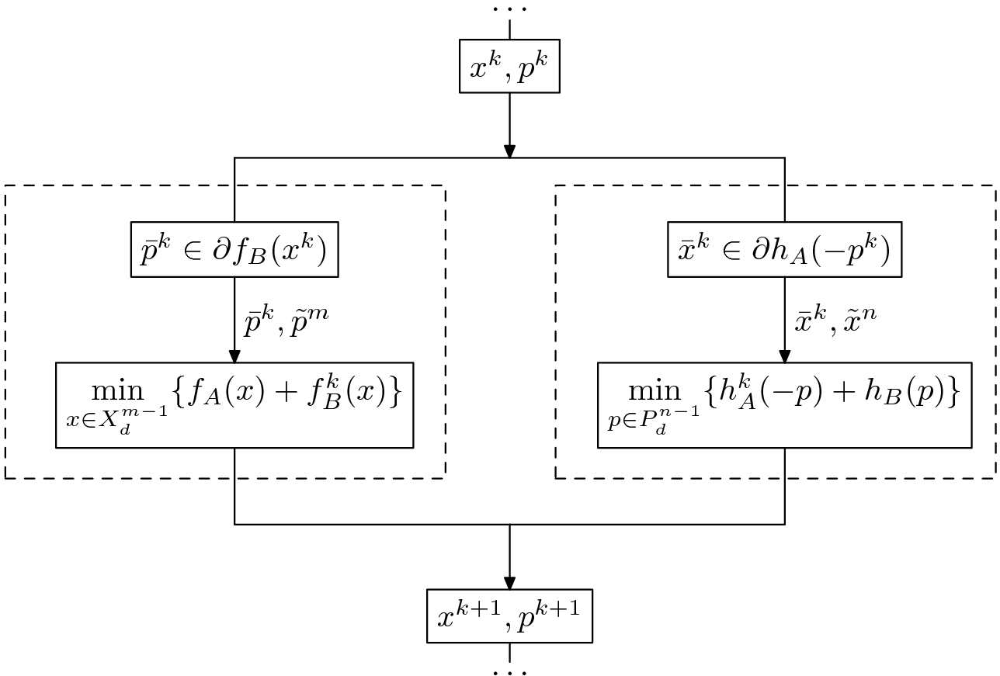 ⋯
x^k, p^k
p̄^k ∈ ∂f_B(x^k)
x̄^k ∈ ∂h_A(−p^k)
p̄^k, p̃^m
x̄^k, x̃^n
min_{x∈X_d^{m−1}} {f_A(x) + f_B^k(x)}
min_{p∈P_d^{n−1}} {h_A^k(−p) + h_B(p)}
x^{k+1}, p^{k+1}
⋯